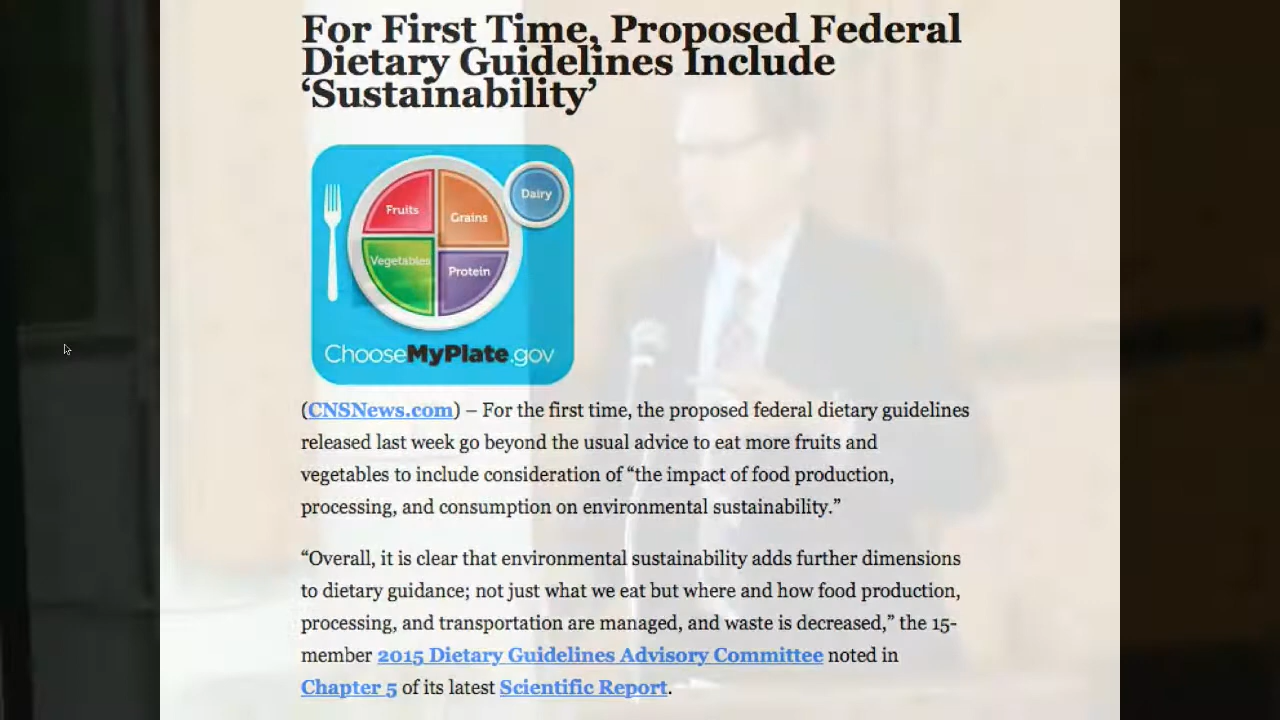 For First Time, Proposed Federal
Dietary Guidelines Include
‘Sustainability’
Dairy
Fruits
Grains
Vegetables
Protein
ChooseMyPlate.gov
(CNSNews.com) – For the first time, the proposed federal dietary guidelines
released last week go beyond the usual advice to eat more fruits and
vegetables to include consideration of “the impact of food production,
processing, and consumption on environmental sustainability.”
“Overall, it is clear that environmental sustainability adds further dimensions
to dietary guidance; not just what we eat but where and how food production,
processing, and transportation are managed, and waste is decreased,” the 15-
member 2015 Dietary Guidelines Advisory Committee noted in
Chapter 5 of its latest Scientific Report.